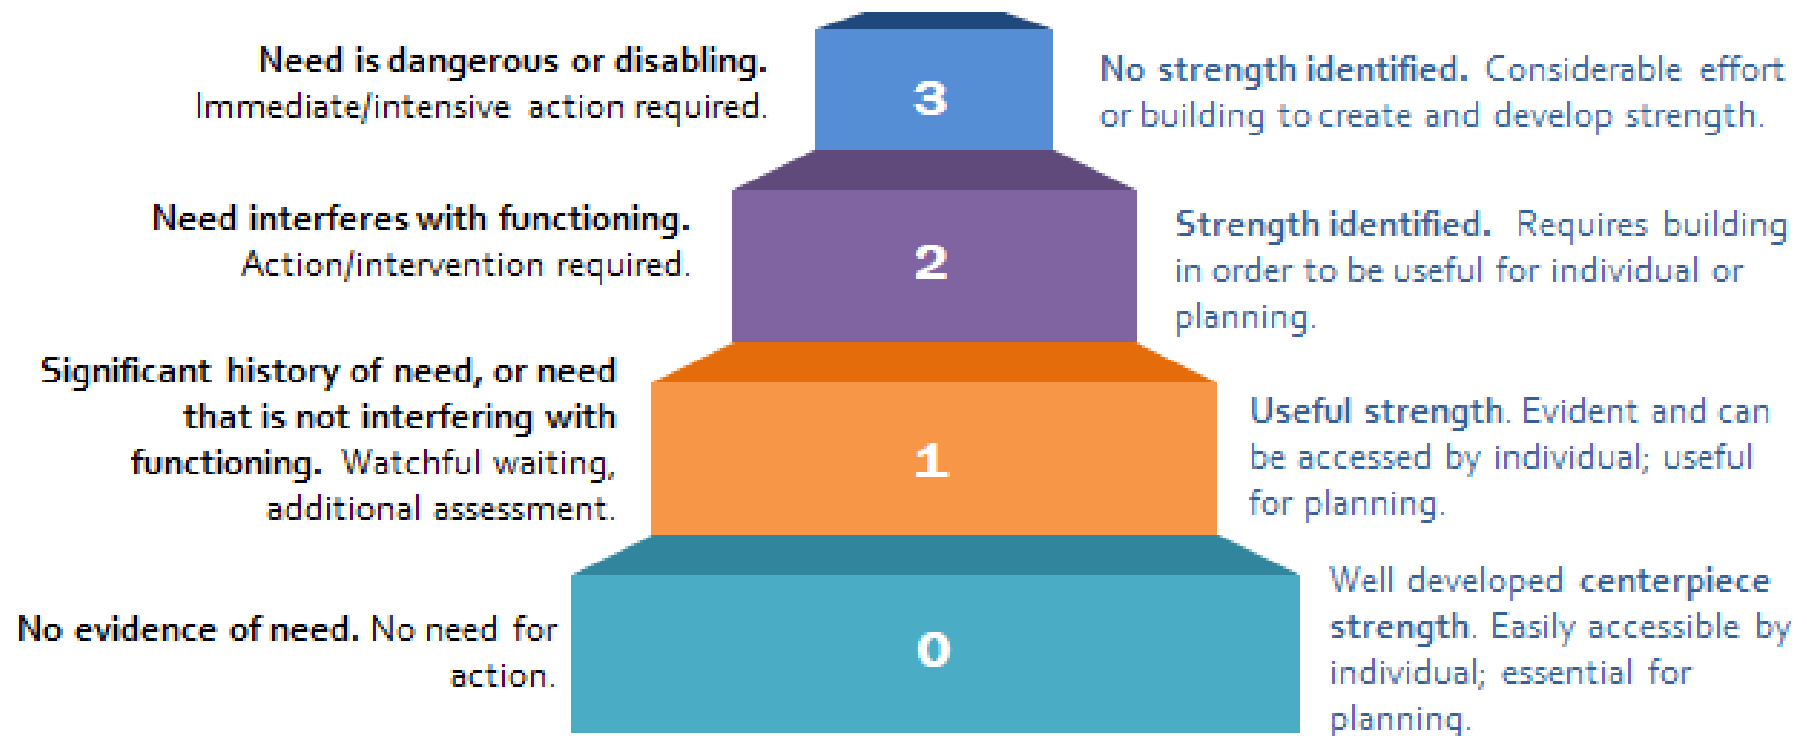 Need is dangerous or disabling.
Immediate/intensive action required.
3
No strength identified. Considerable effort
or building to create and develop strength.
Need interferes with functioning.
Action/intervention required.
2
Strength identified. Requires building
in order to be useful for individual or
planning.
Significant history of need, or need
that is not interfering with
functioning. Watchful waiting,
additional assessment.
1
Useful strength. Evident and can
be accessed by individual; useful
for planning.
No evidence of need. No need for
action.
0
Well developed centerpiece
strength. Easily accessible by
individual; essential for
planning.